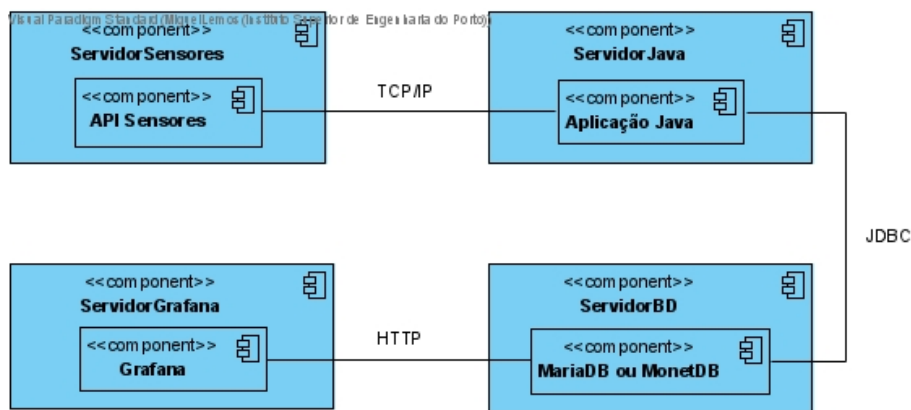 Visual Paradigm Standard (Miguel Lemos (Instituto Superior de Engenharia do Porto))
<<component>>
ServidorSensores
<<component>>
API Sensores
TCP/IP
<<component>>
ServidorJava
<<component>>
Aplicação Java
JDBC
<<component>>
ServidorGrafana
<<component>>
Grafana
HTTP
<<component>>
ServidorBD
<<component>>
MariaDB ou MonetDB